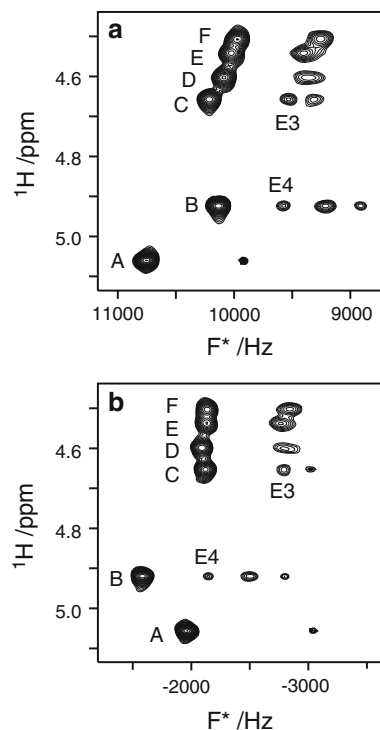 a
F
E
D
C
B
A
E3
E4
4.6
4.8
5.0
¹H /ppm
11000 10000 9000
F* /Hz
b
F
E
D
C
E3
E4
B
A
4.6
4.8
5.0
¹H /ppm
-2000 -3000
F* /Hz